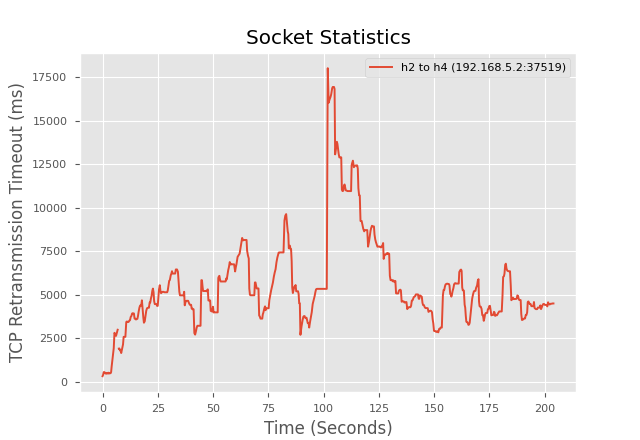 Socket Statistics
h2 to h4 (192.168.5.2:37519)
TCP Retransmission Timeout (ms)
17500
15000
12500
10000
7500
5000
2500
0
0 25 50 75 100 125 150 175 200
Time (Seconds)